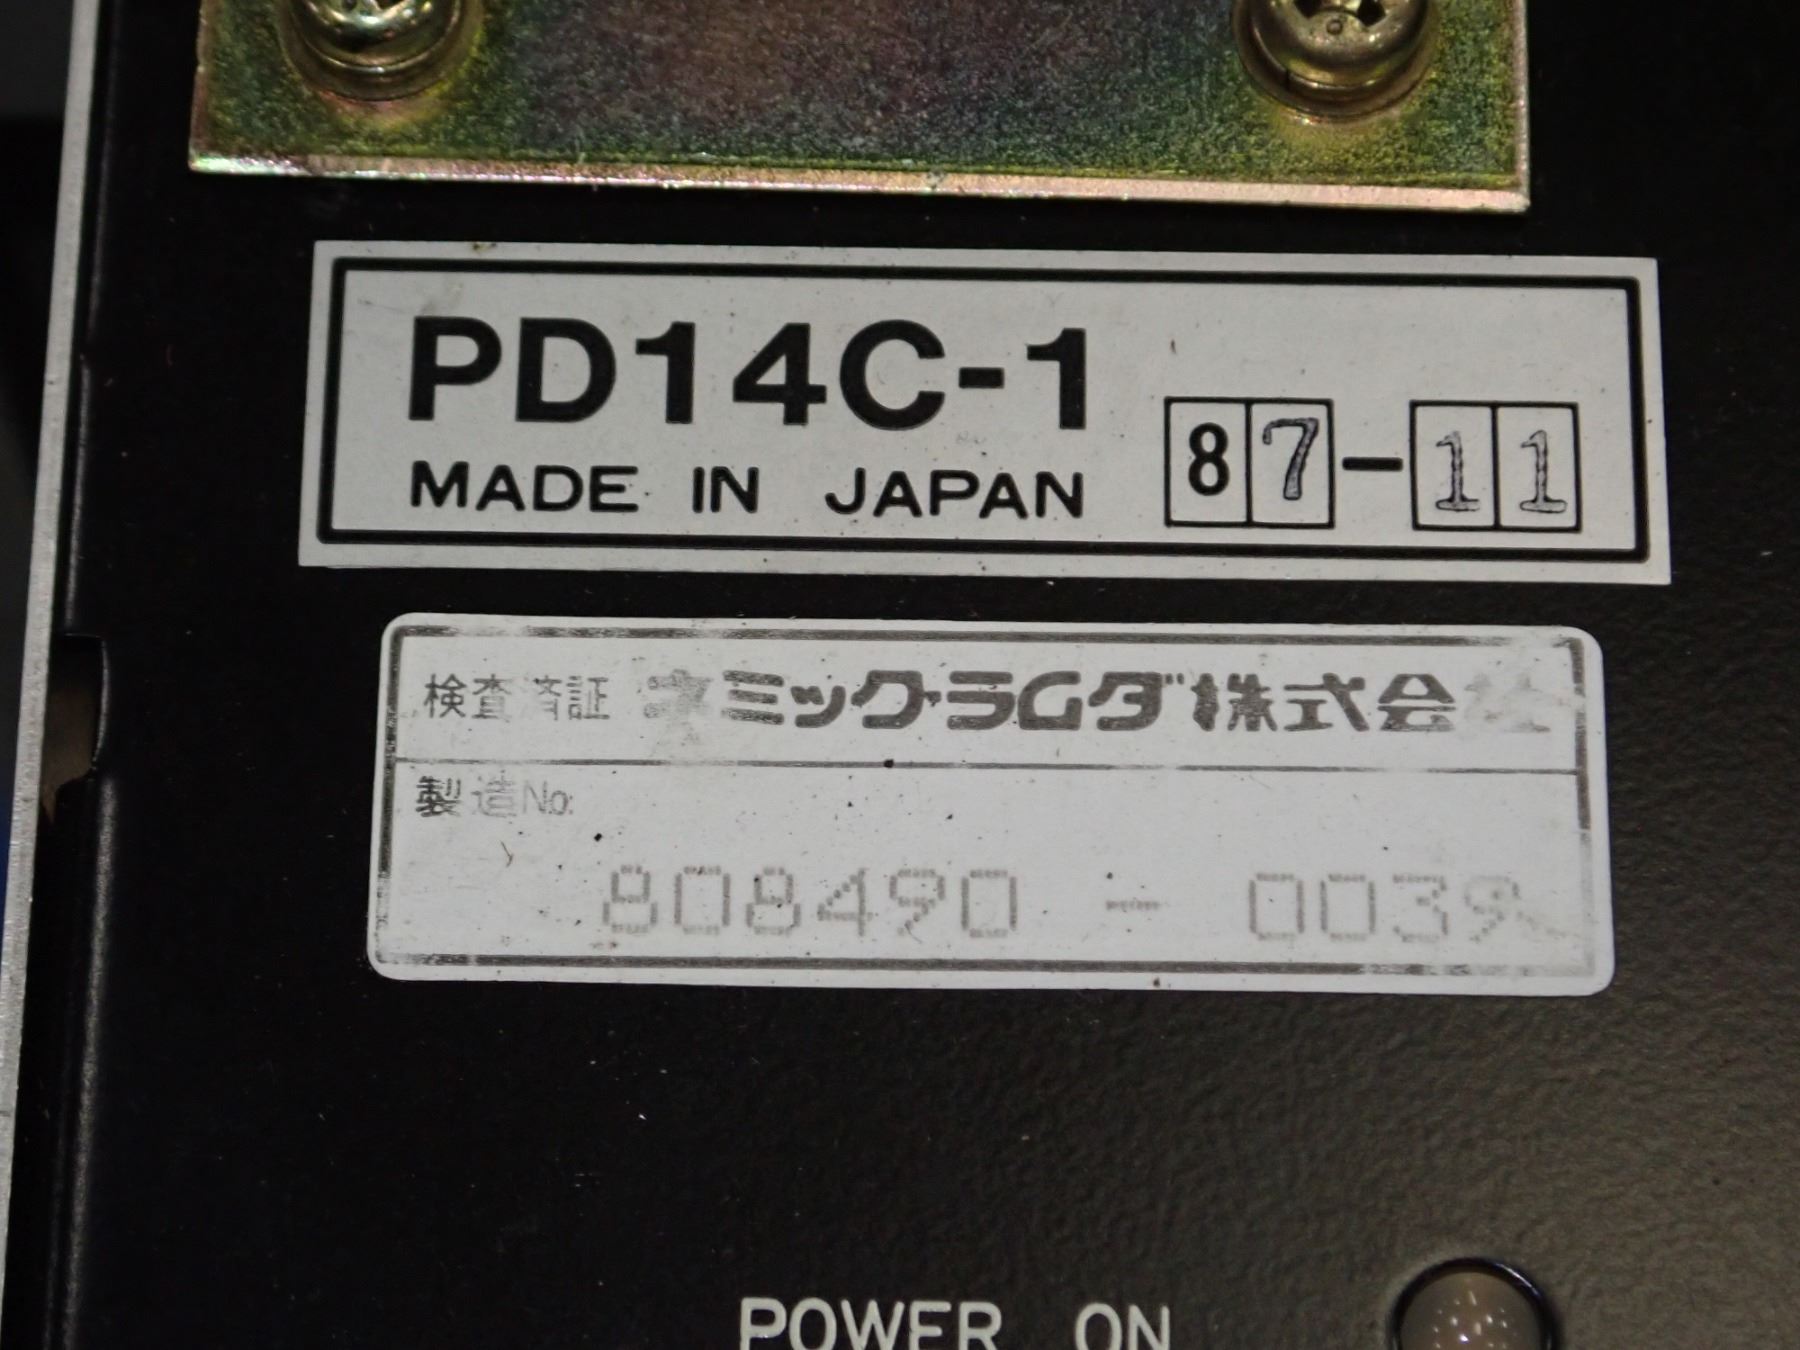 PD14C-1
MADE IN JAPAN 87-11
検査済証 ネミック・ラムダ株式会社
製造No.
808490 - 0039
POWER ON